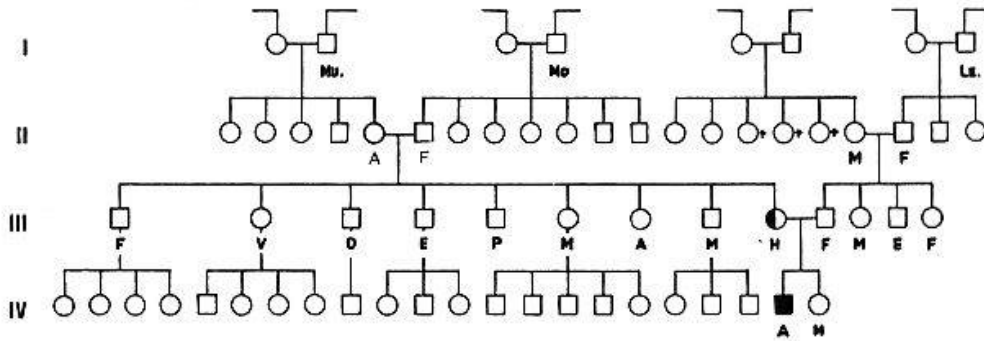 I
Mu. Mo Ls.
II
A F M F
III
F V D E P M A M H F M E F
IV
A M